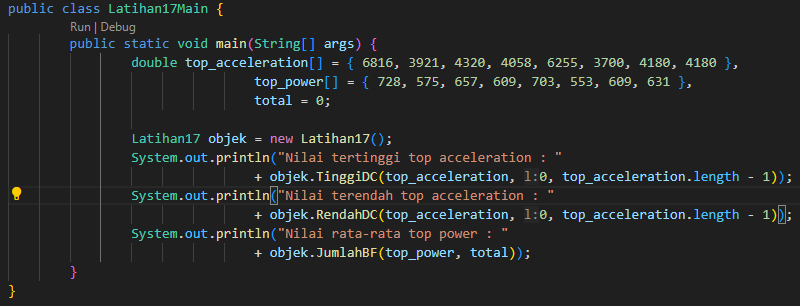 public class Latihan17Main {
Run | Debug
public static void main(String[] args) {
double top_acceleration[] = { 6816, 3921, 4320, 4058, 6255, 3700, 4180, 4180 },
top_power[] = { 728, 575, 657, 609, 703, 553, 609, 631 },
total = 0;
Latihan17 objek = new Latihan17();
System.out.println("Nilai tertinggi top acceleration : "
+ objek.TinggiDC(top_acceleration, l:0, top_acceleration.length - 1));
System.out.println("Nilai terendah top acceleration : "
+ objek.RendahDC(top_acceleration, l:0, top_acceleration.length - 1));
System.out.println("Nilai rata-rata top power : "
+ objek.JumlahBF(top_power, total));
}
}